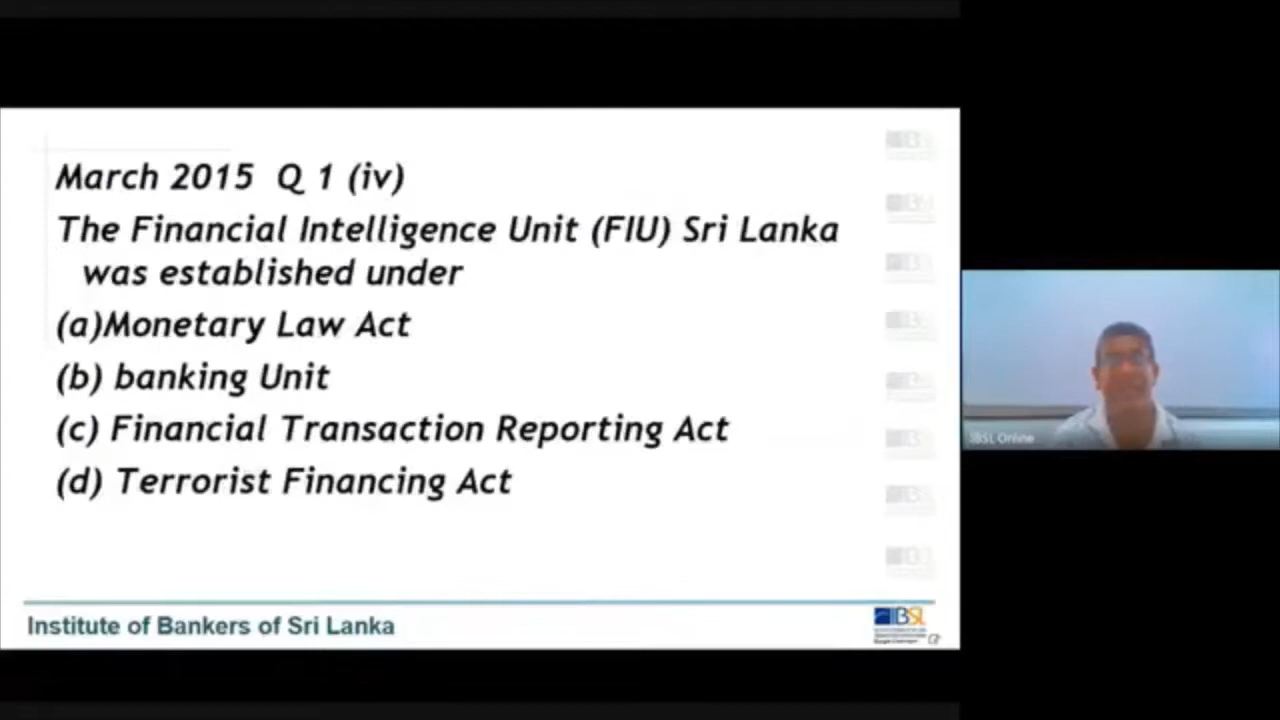 March 2015 Q 1 (iv)
The Financial Intelligence Unit (FIU) Sri Lanka
was established under
(a)Monetary Law Act
(b) banking Unit
(c) Financial Transaction Reporting Act
(d) Terrorist Financing Act
Institute of Bankers of Sri Lanka
IBSL
IBSL Online